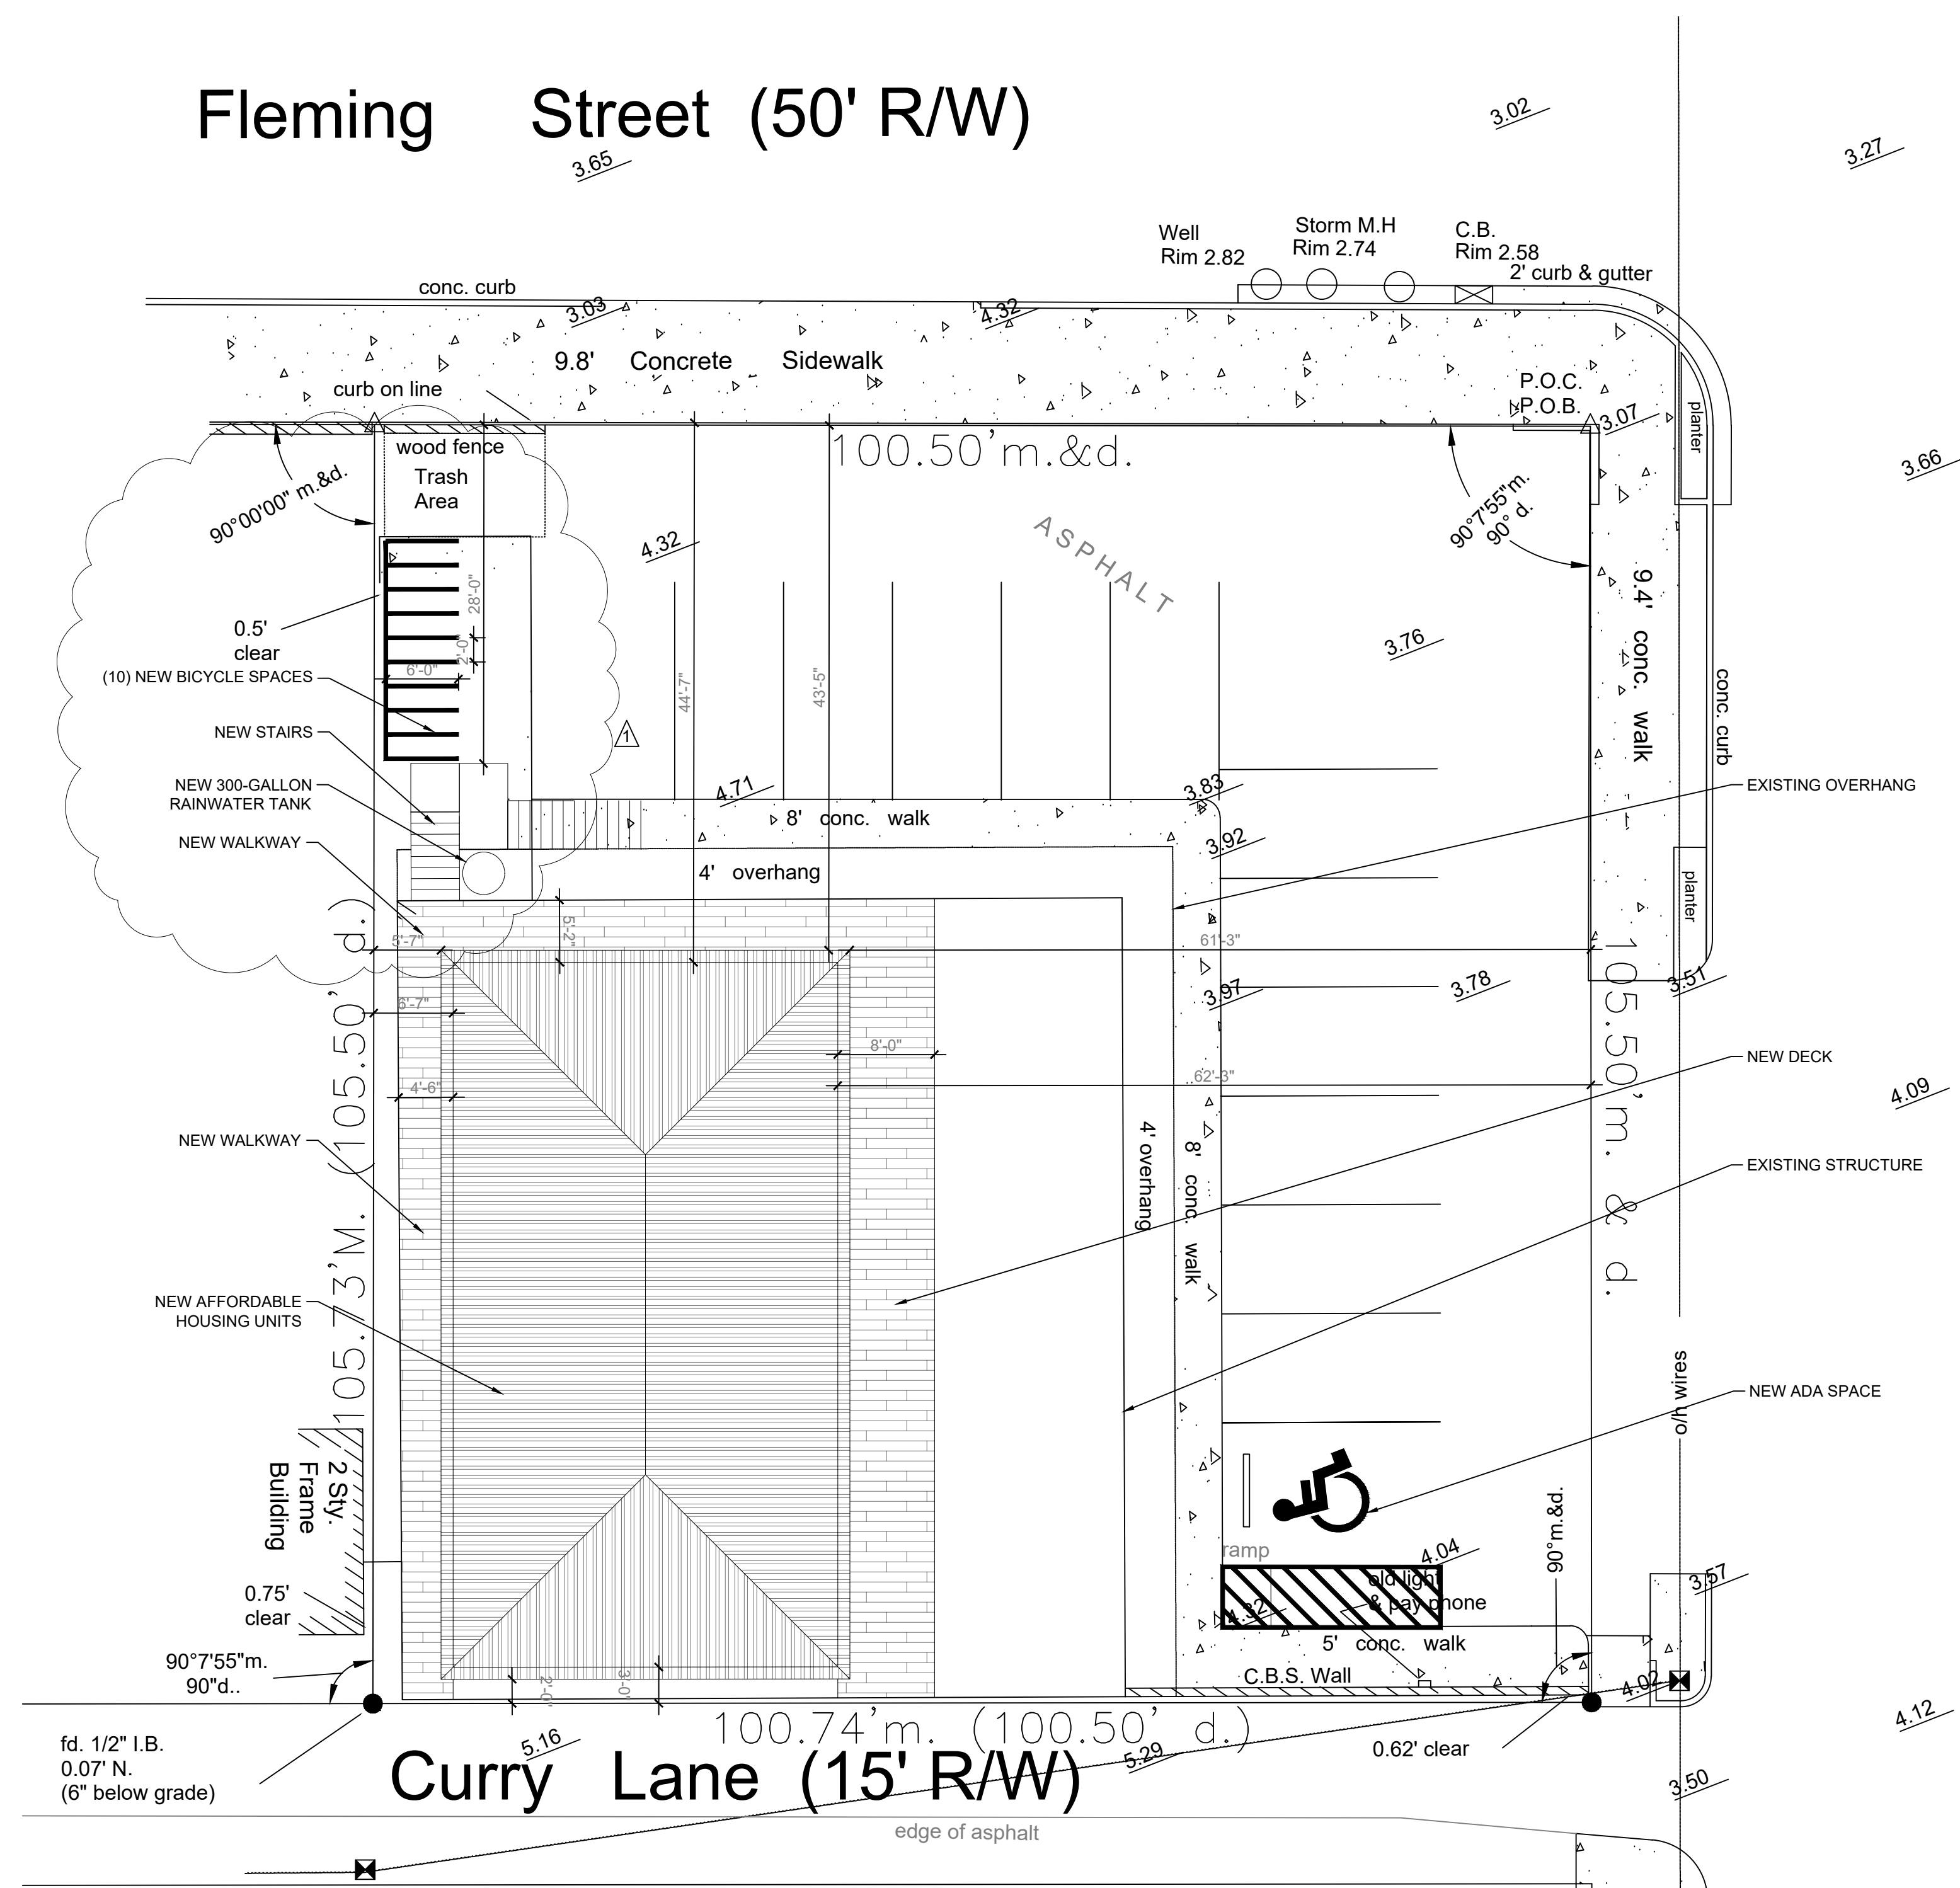 Fleming Street (50' R/W)
3.65
3.02
3.27
Well
Rim 2.82
Storm M.H
Rim 2.74
C.B.
Rim 2.58
2' curb & gutter
conc. curb
3.03
4.32
9.8' Concrete Sidewalk
curb on line
P.O.C.
P.O.B.
3.07
planter
3.66
wood fence
Trash
Area
100.50'm.&d.
90°00'00" m.&d.
90°7'55"m.
90° d.
ASPHALT
4.32
28'-0"
2'-0"
6'-0"
44'-7"
43'-5"
3.76
9.4' conc. walk
conc. curb
0.5'
clear
(10) NEW BICYCLE SPACES
NEW STAIRS
1
NEW 300-GALLON
RAINWATER TANK
NEW WALKWAY
4.71
8' conc. walk
3.83
3.92
EXISTING OVERHANG
4' overhang
planter
5'-7"
5'-2"
61'-3"
6'-7"
3.97
3.78
3.51
8'-0"
62'-3"
4'-6"
NEW DECK
4.09
105.73'M. (105.50' d.)
105.50'm. & d.
NEW WALKWAY
4' overhang
8' conc. walk
EXISTING STRUCTURE
NEW AFFORDABLE
HOUSING UNITS
o/h wires
NEW ADA SPACE
2 Sty.
Frame
Building
ramp
4.04
old light
& pay phone
4.32
90°m.&d.
3.57
0.75'
clear
5' conc. walk
C.B.S. Wall
4.02
90°7'55"m.
90"d..
2'-0"
3'-0"
100.74'm. (100.50' d.)
4.12
fd. 1/2" I.B.
0.07' N.
(6" below grade)
5.16
Curry Lane (15' R/W)
5.29
0.62' clear
3.50
edge of asphalt